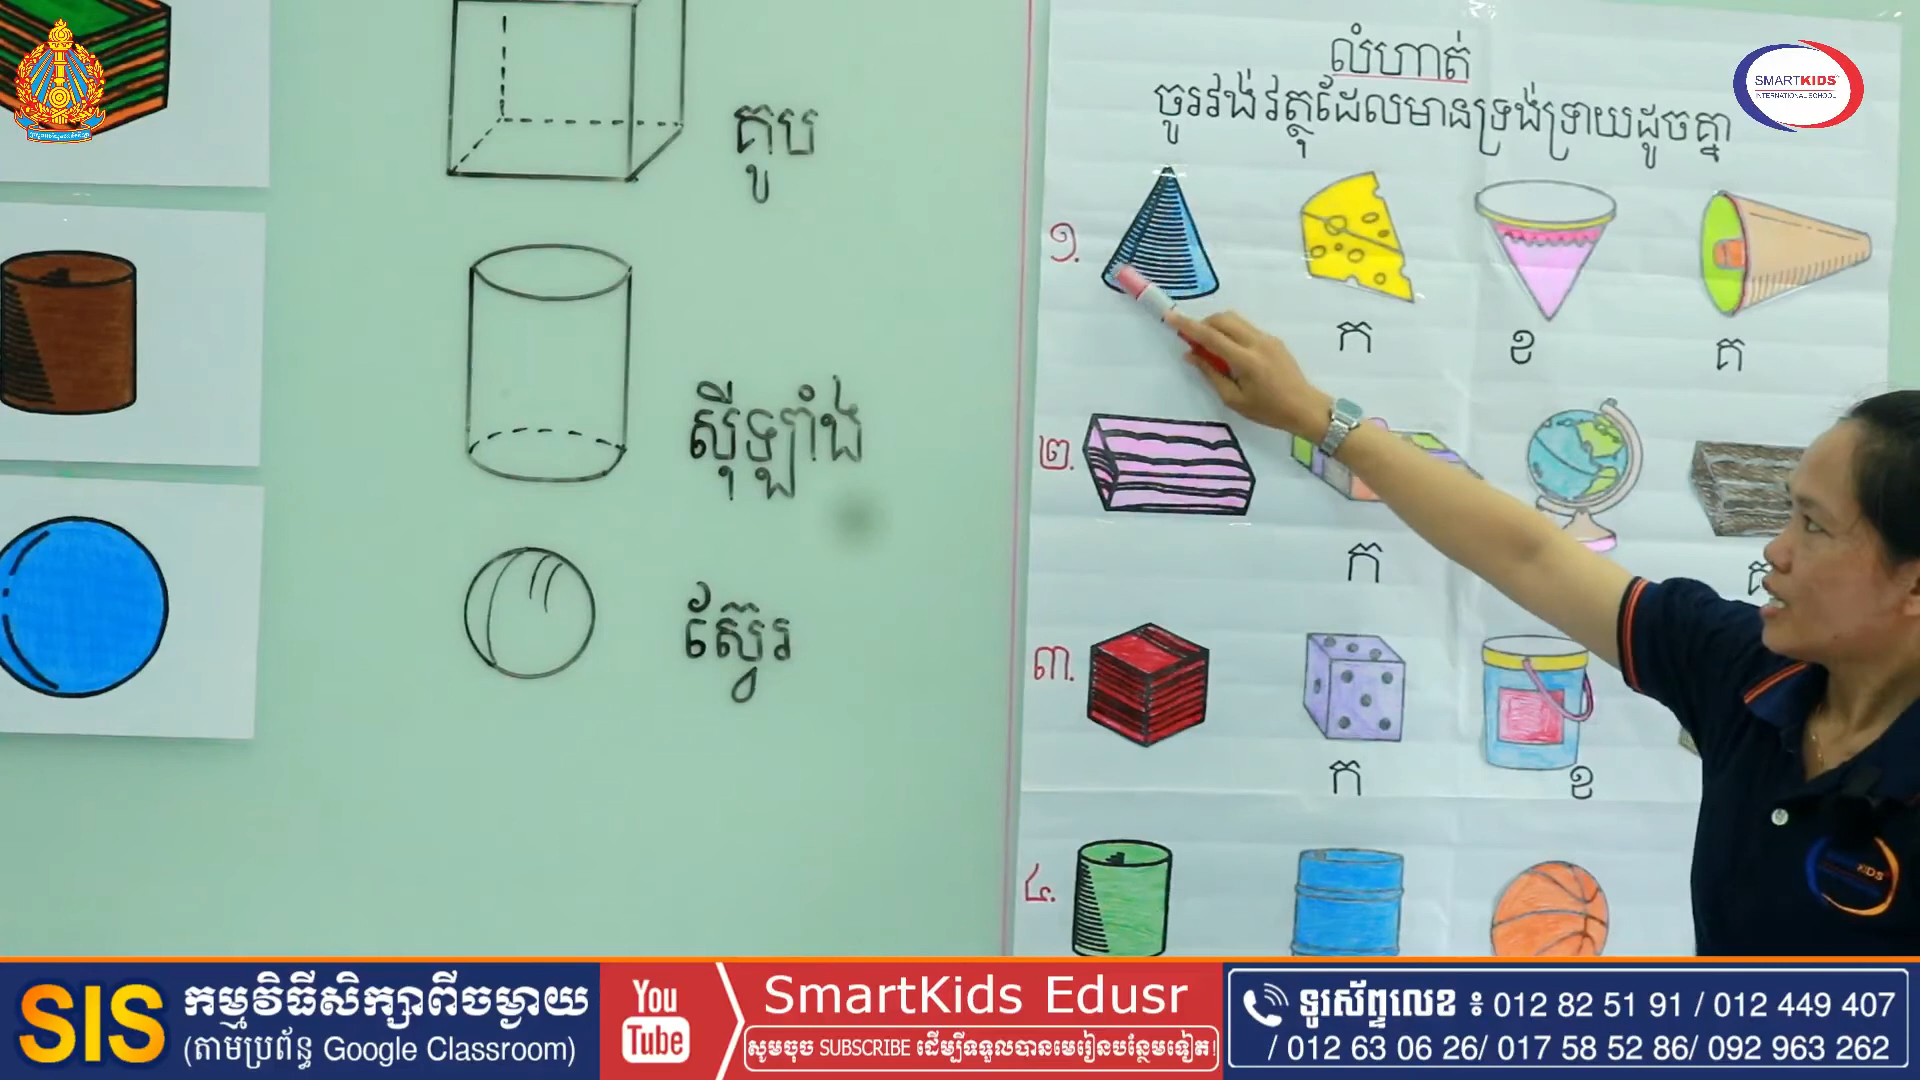 គូប
ស៊ីឡាំង
ស្វ៊ែរ
លំហាត់
ចូរវង់វត្ថុដែលមានទ្រង់ទ្រាយដូចគ្នា
១.
ក
ខ
គ
២.
ក
៣.
ក
ខ
៤.
SMARTKIDS
INTERNATIONAL SCHOOL
SIS
កម្មវិធីសិក្សាពីចម្ងាយ
(តាមប្រព័ន្ធ Google Classroom)
You
Tube
SmartKids Edusr
សូមចុច SUBSCRIBE ដើម្បីទទួលបានមេរៀនបន្ថែមទៀត!
ទូរស័ព្ទលេខ ៖ 012 82 51 91 / 012 449 407
/ 012 63 06 26/ 017 58 52 86/ 092 963 262